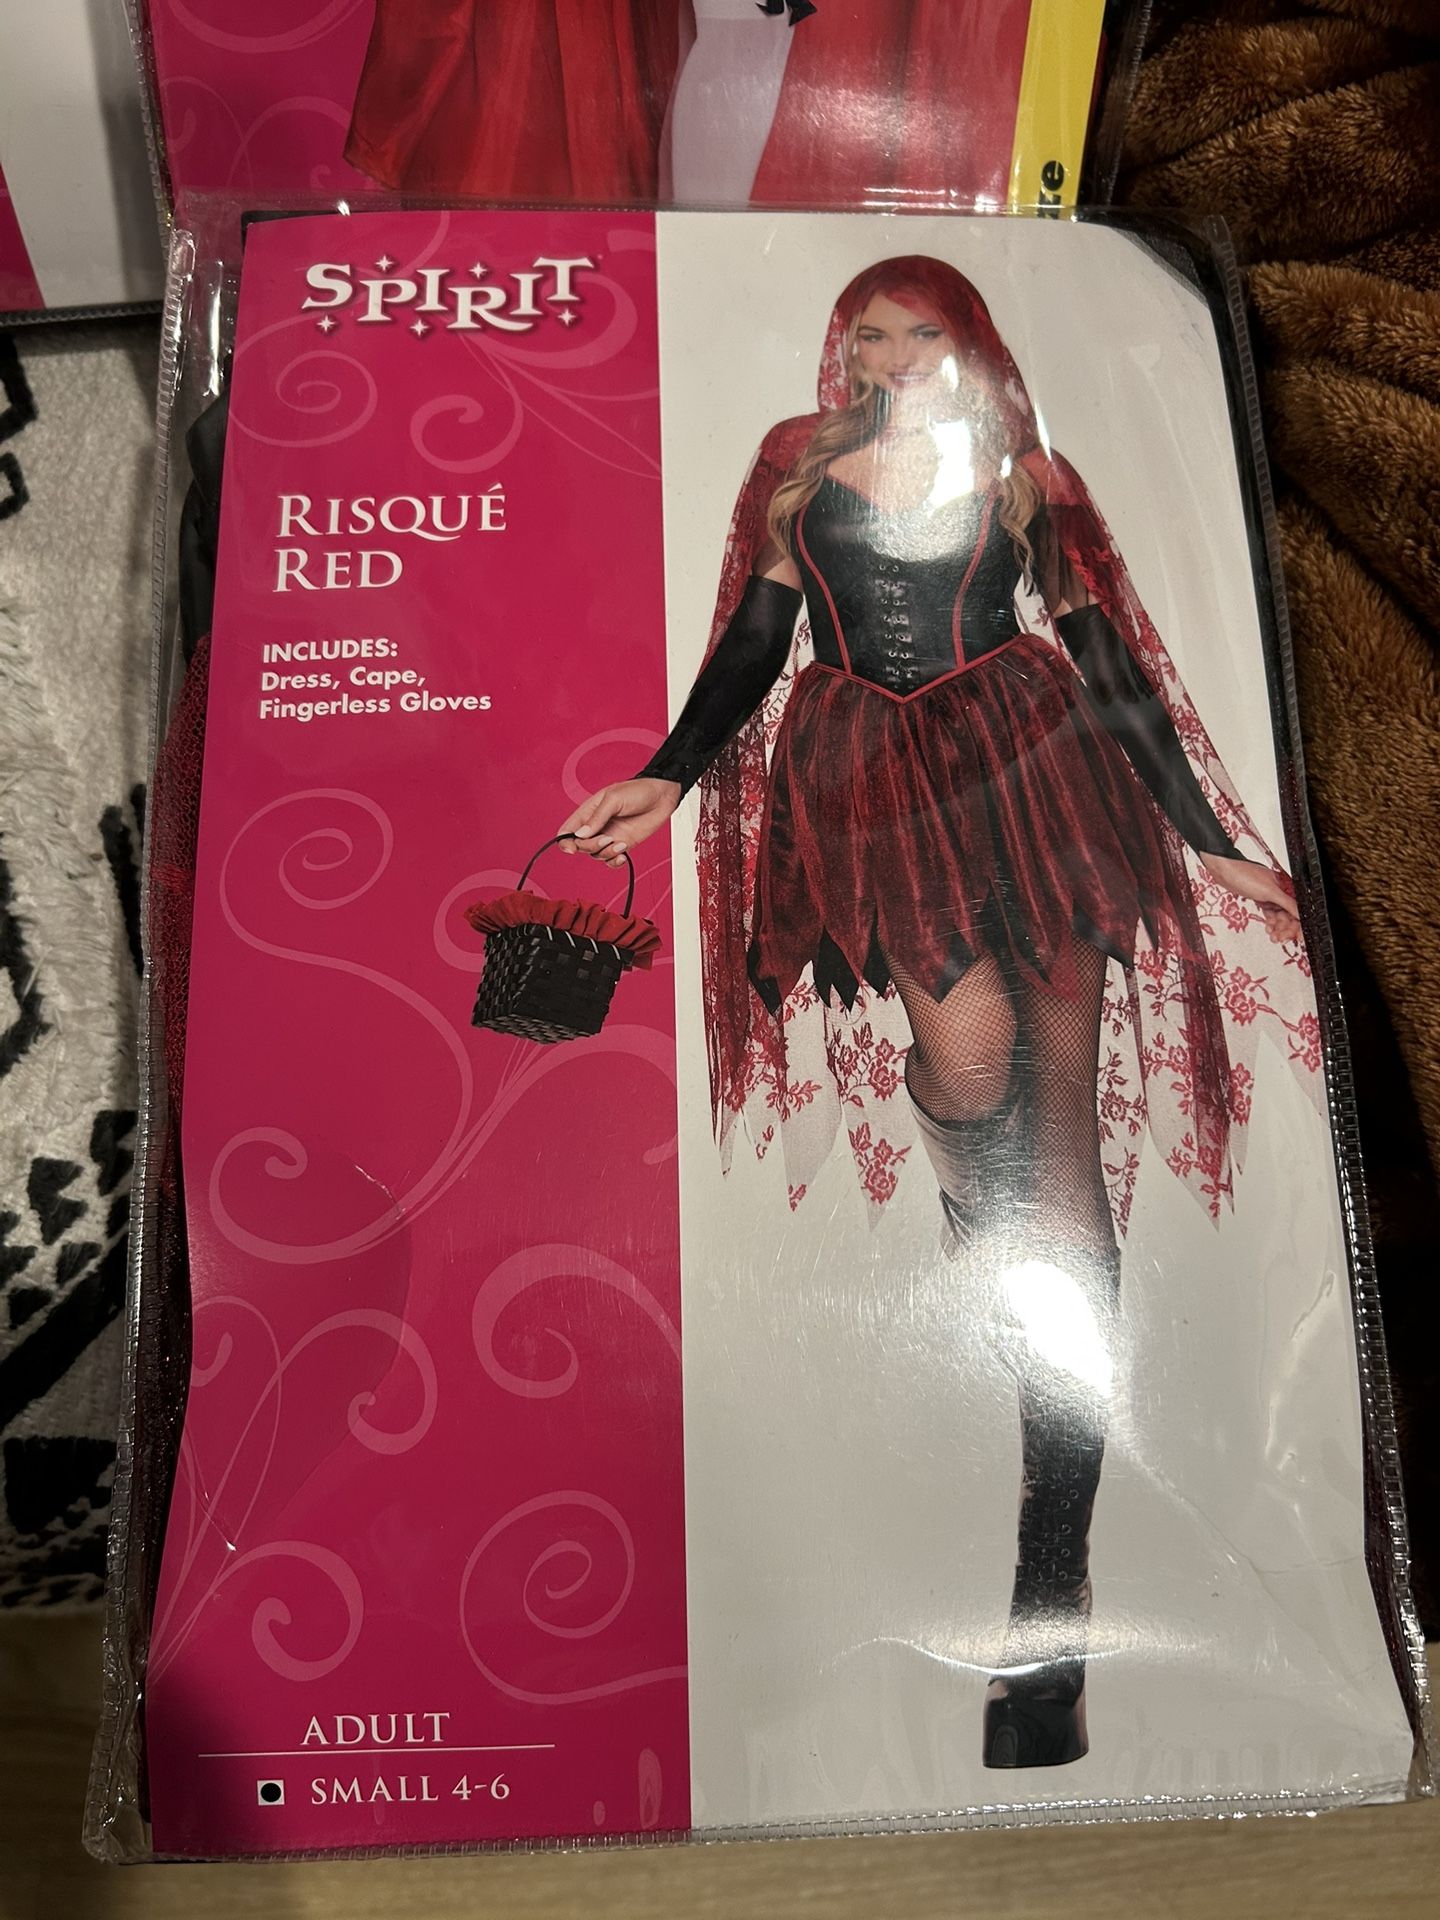 SPIRIT
RISQUÉ
RED
INCLUDES:
Dress, Cape,
Fingerless Gloves
ADULT
SMALL 4-6